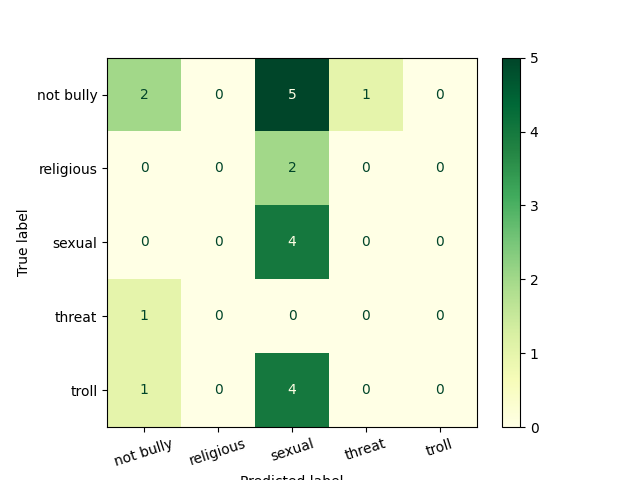 not bully 2 0 5 1 0
religious 0 0 2 0 0
sexual 0 0 4 0 0
threat 1 0 0 0 0
troll 1 0 4 0 0
not bully religious sexual threat troll
Predicted label
True label
5
4
3
2
1
0